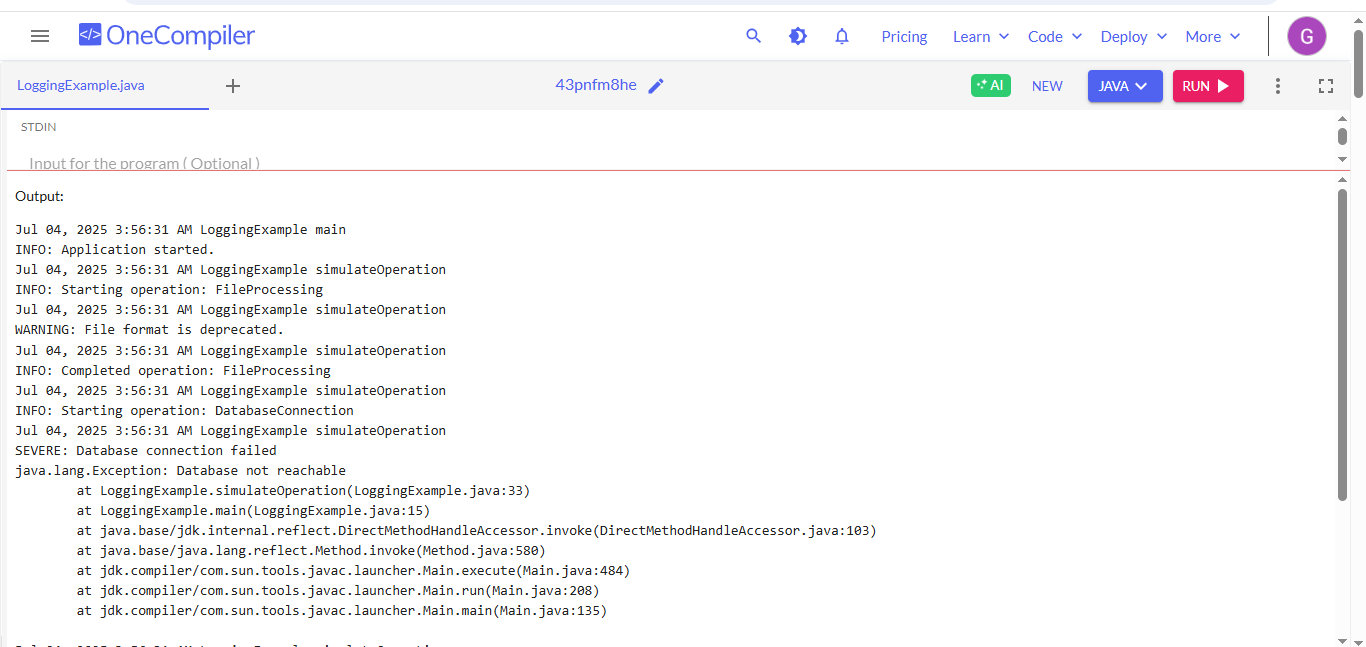 </> OneCompiler
Pricing Learn Code Deploy More G
LoggingExample.java + 43pnfm8he AI NEW JAVA RUN
STDIN
Input for the program ( Optional )
Output:
Jul 04, 2025 3:56:31 AM LoggingExample main
INFO: Application started.
Jul 04, 2025 3:56:31 AM LoggingExample simulateOperation
INFO: Starting operation: FileProcessing
Jul 04, 2025 3:56:31 AM LoggingExample simulateOperation
WARNING: File format is deprecated.
Jul 04, 2025 3:56:31 AM LoggingExample simulateOperation
INFO: Completed operation: FileProcessing
Jul 04, 2025 3:56:31 AM LoggingExample simulateOperation
INFO: Starting operation: DatabaseConnection
Jul 04, 2025 3:56:31 AM LoggingExample simulateOperation
SEVERE: Database connection failed
java.lang.Exception: Database not reachable
at LoggingExample.simulateOperation(LoggingExample.java:33)
at LoggingExample.main(LoggingExample.java:15)
at java.base/jdk.internal.reflect.DirectMethodHandleAccessor.invoke(DirectMethodHandleAccessor.java:103)
at java.base/java.lang.reflect.Method.invoke(Method.java:580)
at jdk.compiler/com.sun.tools.javac.launcher.Main.execute(Main.java:484)
at jdk.compiler/com.sun.tools.javac.launcher.Main.run(Main.java:208)
at jdk.compiler/com.sun.tools.javac.launcher.Main.main(Main.java:135)